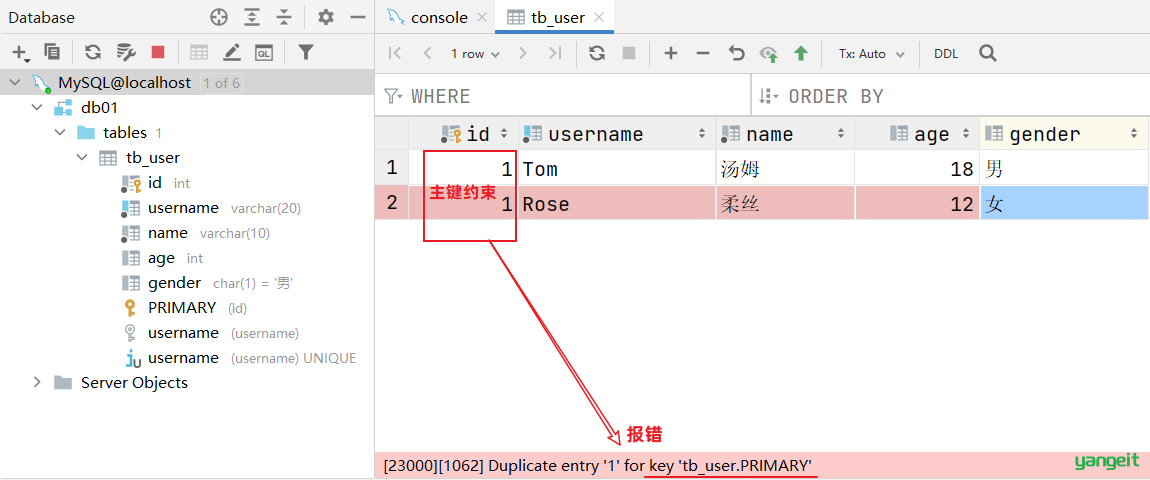 Database
MySQL@localhost 1 of 6
db01
tables 1
tb_user
id int
username varchar(20)
name varchar(10)
age int
gender char(1) = '男'
PRIMARY (id)
username (username)
username (username) UNIQUE
Server Objects
console
tb_user
1 row
Tx: Auto
DDL
WHERE
ORDER BY
id username name age gender
1 1 Tom 汤姆 18 男
主键约束
2 1 Rose 柔丝 12 女
报错
[23000][1062] Duplicate entry '1' for key 'tb_user.PRIMARY'
yangeit